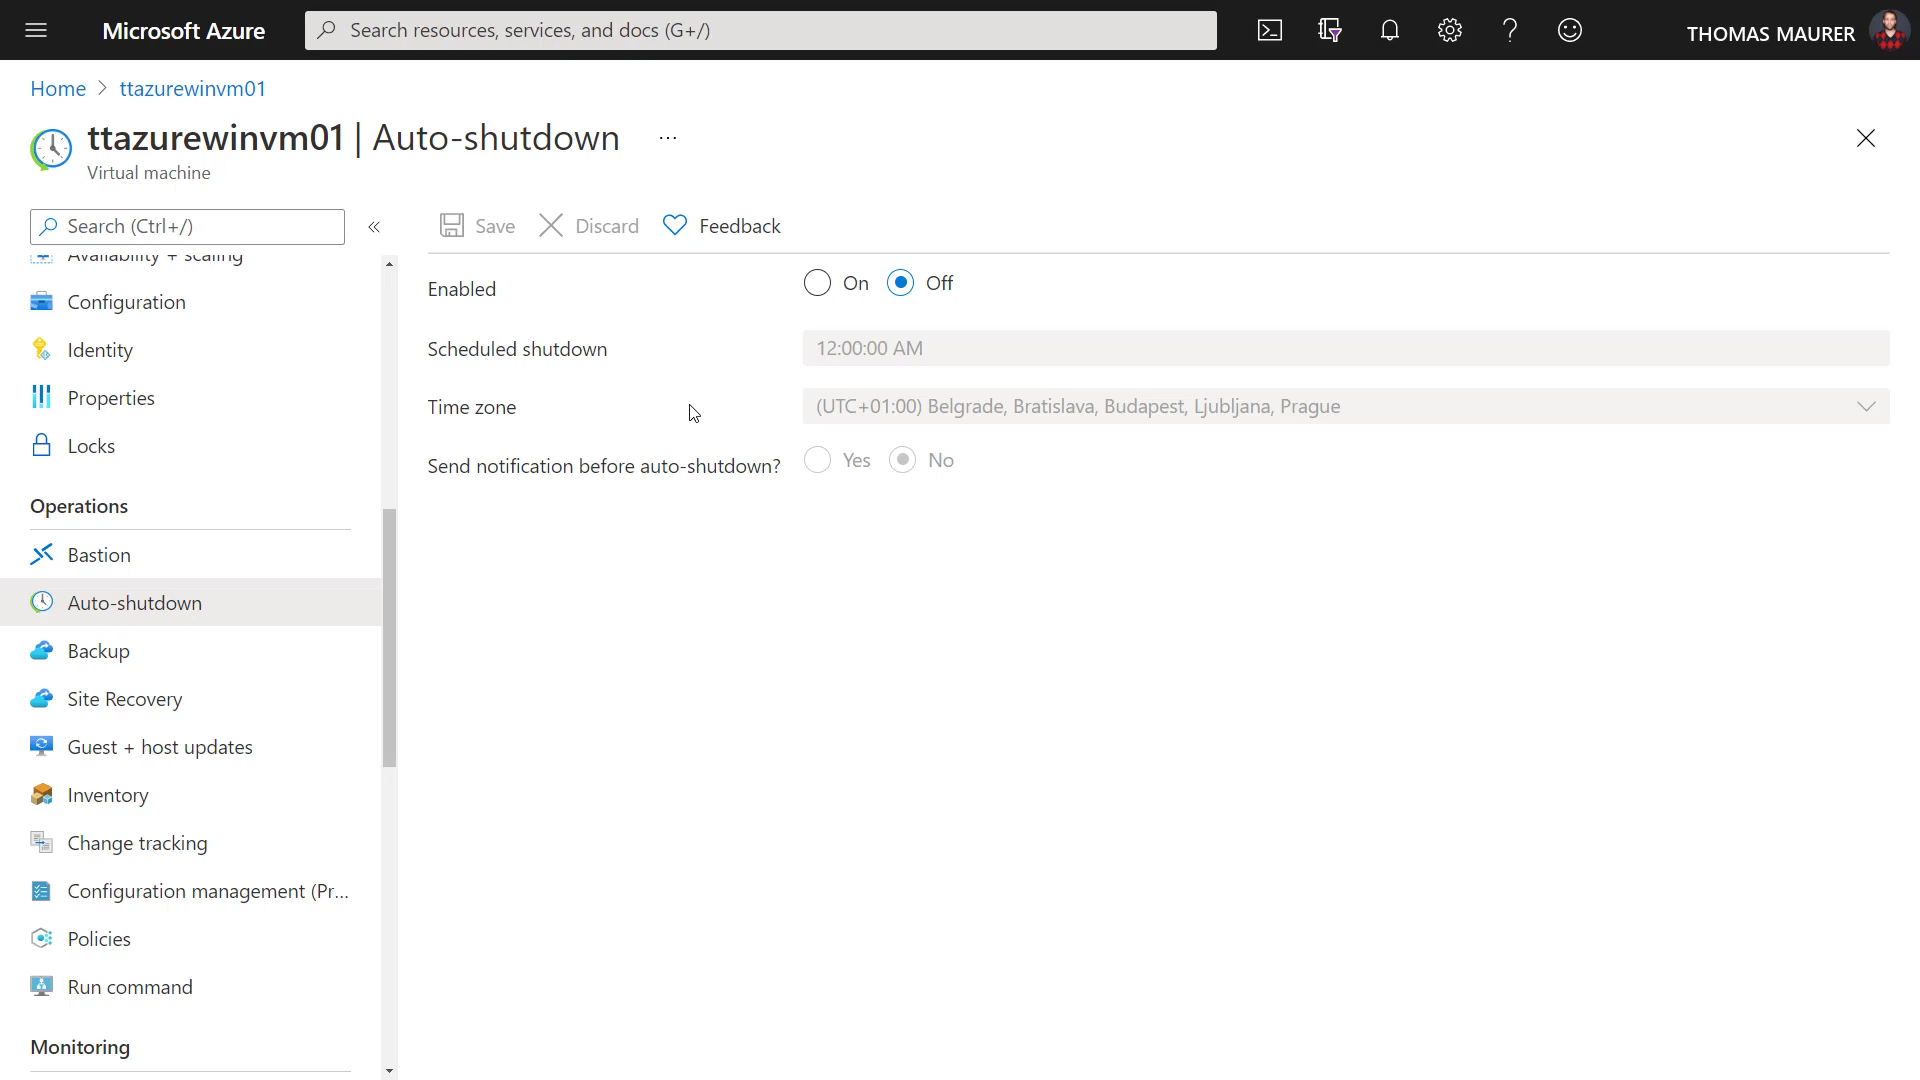 Microsoft Azure
Search resources, services, and docs (G+/)
THOMAS MAURER
Home > ttazurewinvm01
ttazurewinvm01 | Auto-shutdown ...
Virtual machine
Search (Ctrl+/)
«
Save
Discard
Feedback
Availability + scaling
Configuration
Identity
Properties
Locks
Operations
Bastion
Auto-shutdown
Backup
Site Recovery
Guest + host updates
Inventory
Change tracking
Configuration management (Pr...
Policies
Run command
Monitoring
Enabled
On
Off
Scheduled shutdown
12:00:00 AM
Time zone
(UTC+01:00) Belgrade, Bratislava, Budapest, Ljubljana, Prague
Send notification before auto-shutdown?
Yes
No